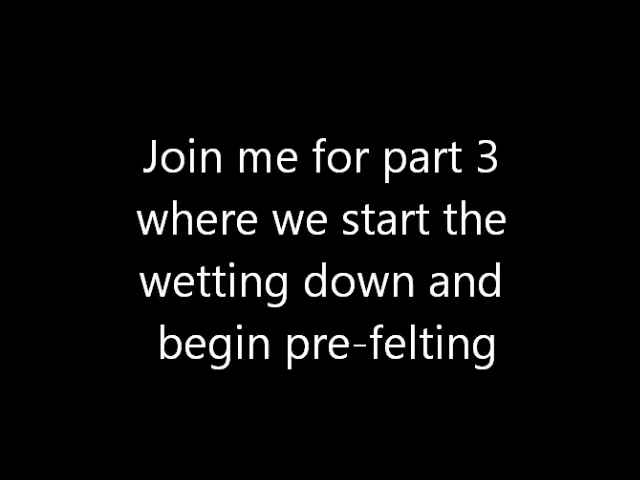 Join me for part 3
where we start the
wetting down and
begin pre-felting